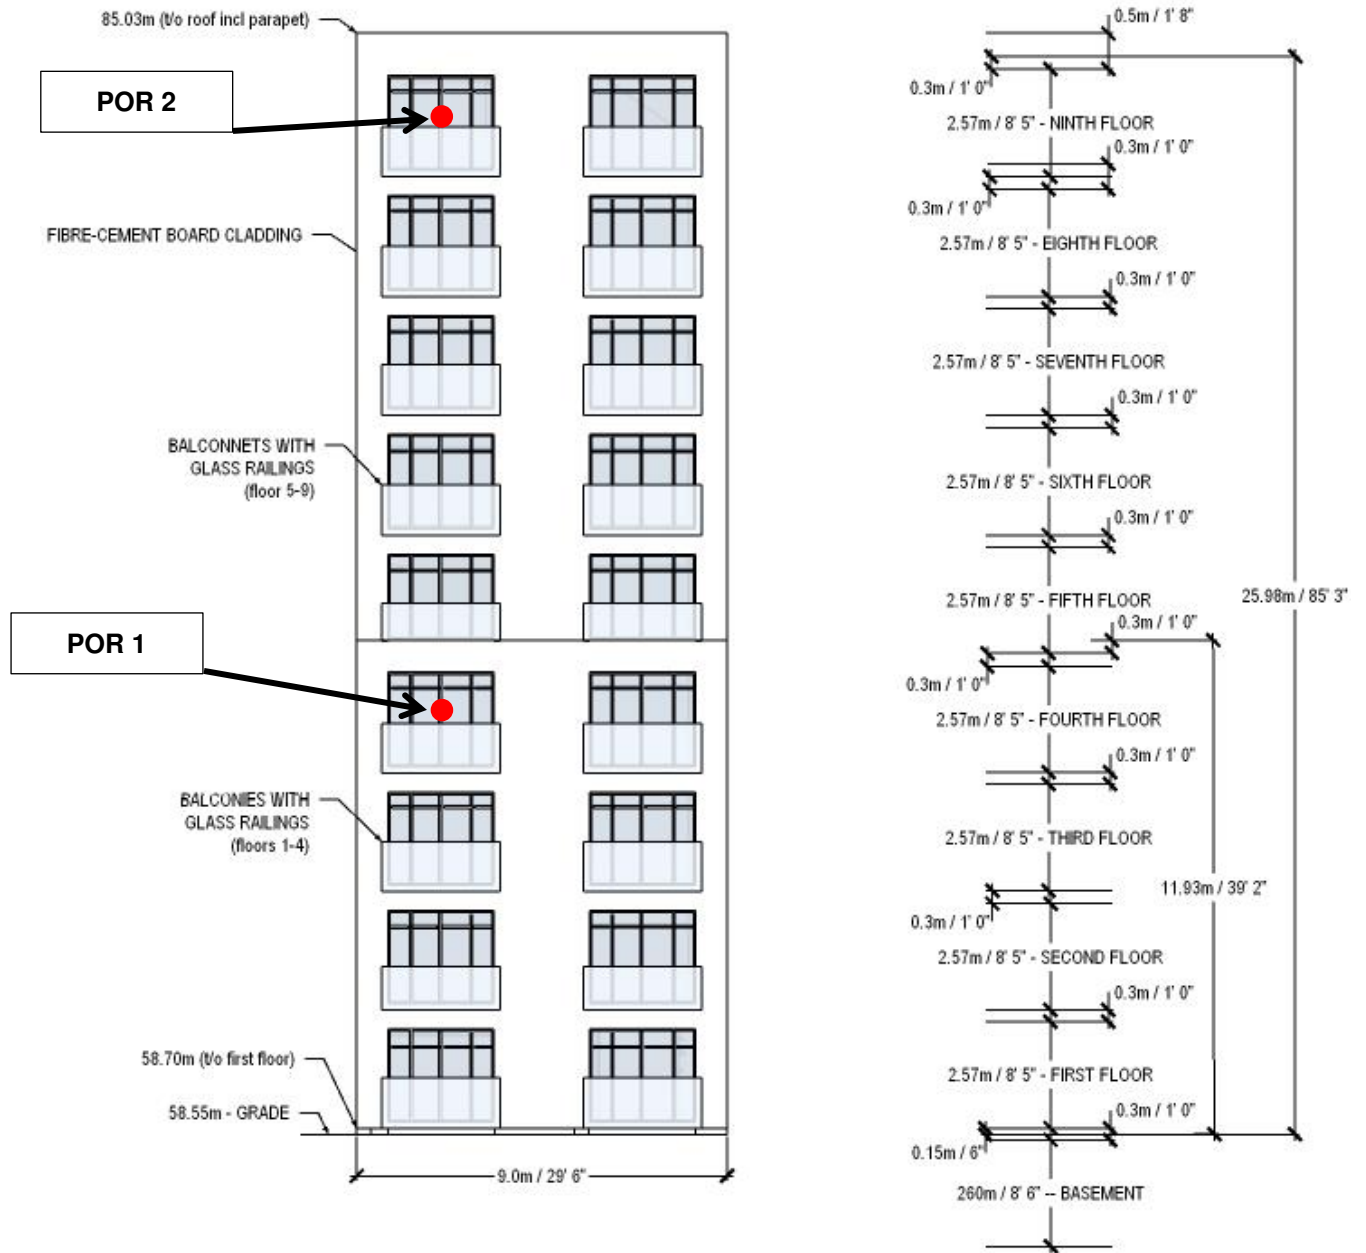 85.03m (t/o roof incl parapet)
POR 2
FIBRE-CEMENT BOARD CLADDING
BALCONNETS WITH
GLASS RAILINGS
(floor 5-9)
POR 1
BALCONIES WITH
GLASS RAILINGS
(floors 1-4)
58.70m (t/o first floor)
58.55m - GRADE
9.0m / 29' 6"
0.5m / 1' 8"
0.3m / 1' 0"
2.57m / 8' 5" - NINTH FLOOR
0.3m / 1' 0"
0.3m / 1' 0"
2.57m / 8' 5" - EIGHTH FLOOR
0.3m / 1' 0"
2.57m / 8' 5" - SEVENTH FLOOR
0.3m / 1' 0"
2.57m / 8' 5" - SIXTH FLOOR
0.3m / 1' 0"
2.57m / 8' 5" - FIFTH FLOOR
25.98m / 85' 3"
0.3m / 1' 0"
0.3m / 1' 0"
2.57m / 8' 5" - FOURTH FLOOR
0.3m / 1' 0"
2.57m / 8' 5" - THIRD FLOOR
11.93m / 39' 2"
0.3m / 1' 0"
2.57m / 8' 5" - SECOND FLOOR
0.3m / 1' 0"
2.57m / 8' 5" - FIRST FLOOR
0.3m / 1' 0"
0.15m / 6"
260m / 8' 6" -- BASEMENT